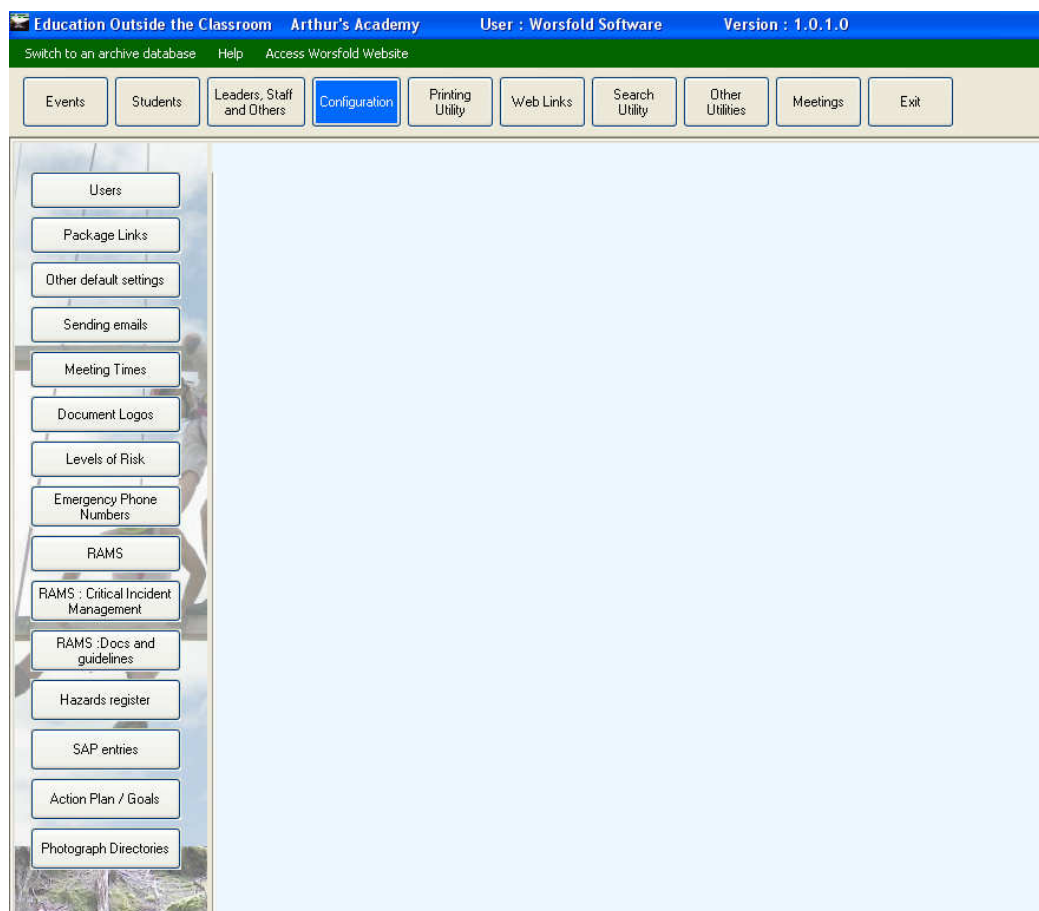 Education Outside the Classroom Arthur's Academy User : Worsfold Software Version : 1.0.1.0
Switch to an archive database Help Access Worsfold Website
Events
Students
Leaders, Staff
and Others
Configuration
Printing
Utility
Web Links
Search
Utility
Other
Utilities
Meetings
Exit
Users
Package Links
Other default settings
Sending emails
Meeting Times
Document Logos
Levels of Risk
Emergency Phone
Numbers
RAMS
RAMS : Critical Incident
Management
RAMS :Docs and
guidelines
Hazards register
SAP entries
Action Plan / Goals
Photograph Directories